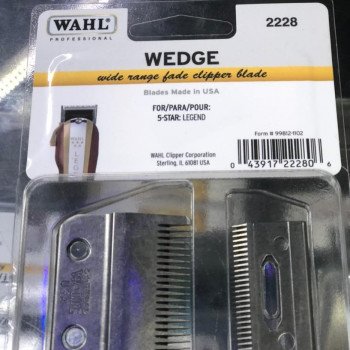 WAHL
PROFESSIONAL
2228
WEDGE
wide range fade clipper blade
Blades Made in USA
FOR/PARA/POUR:
5-STAR: LEGEND
Form # 99812-1102
WAHL Clipper Corporation
Sterling, IL 61081 USA
0 43917 22280 6
LEGEND